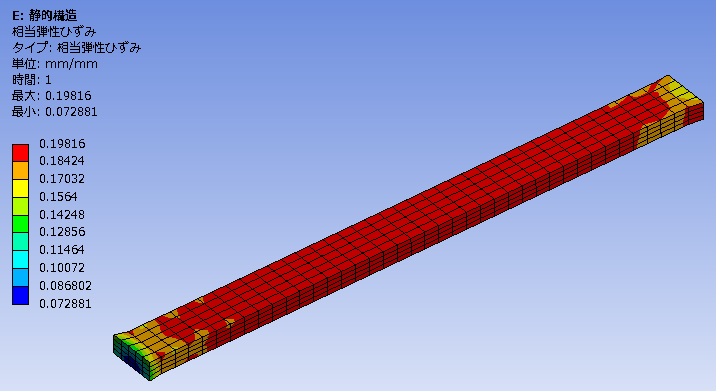 E: 静的構造
相当弾性ひずみ
タイプ: 相当弾性ひずみ
単位: mm/mm
時間: 1
最大: 0.19816
最小: 0.072881
0.19816
0.18424
0.17032
0.1564
0.14248
0.12856
0.11464
0.10072
0.086802
0.072881